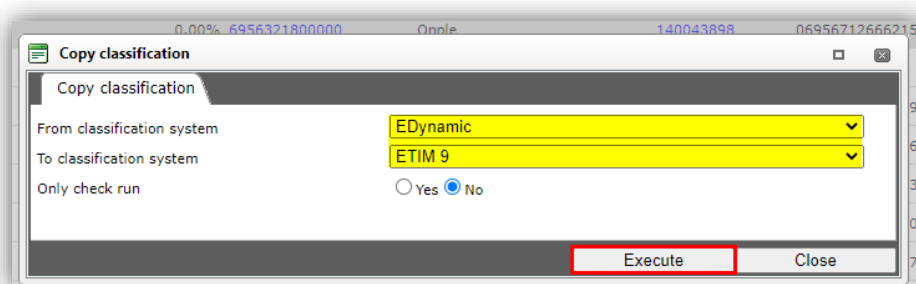 0.00% 6956321800000 Opple 140043898 06956712666215
Copy classification
Copy classification
From classification system EDynamic
To classification system ETIM 9
Only check run Yes No
Execute Close